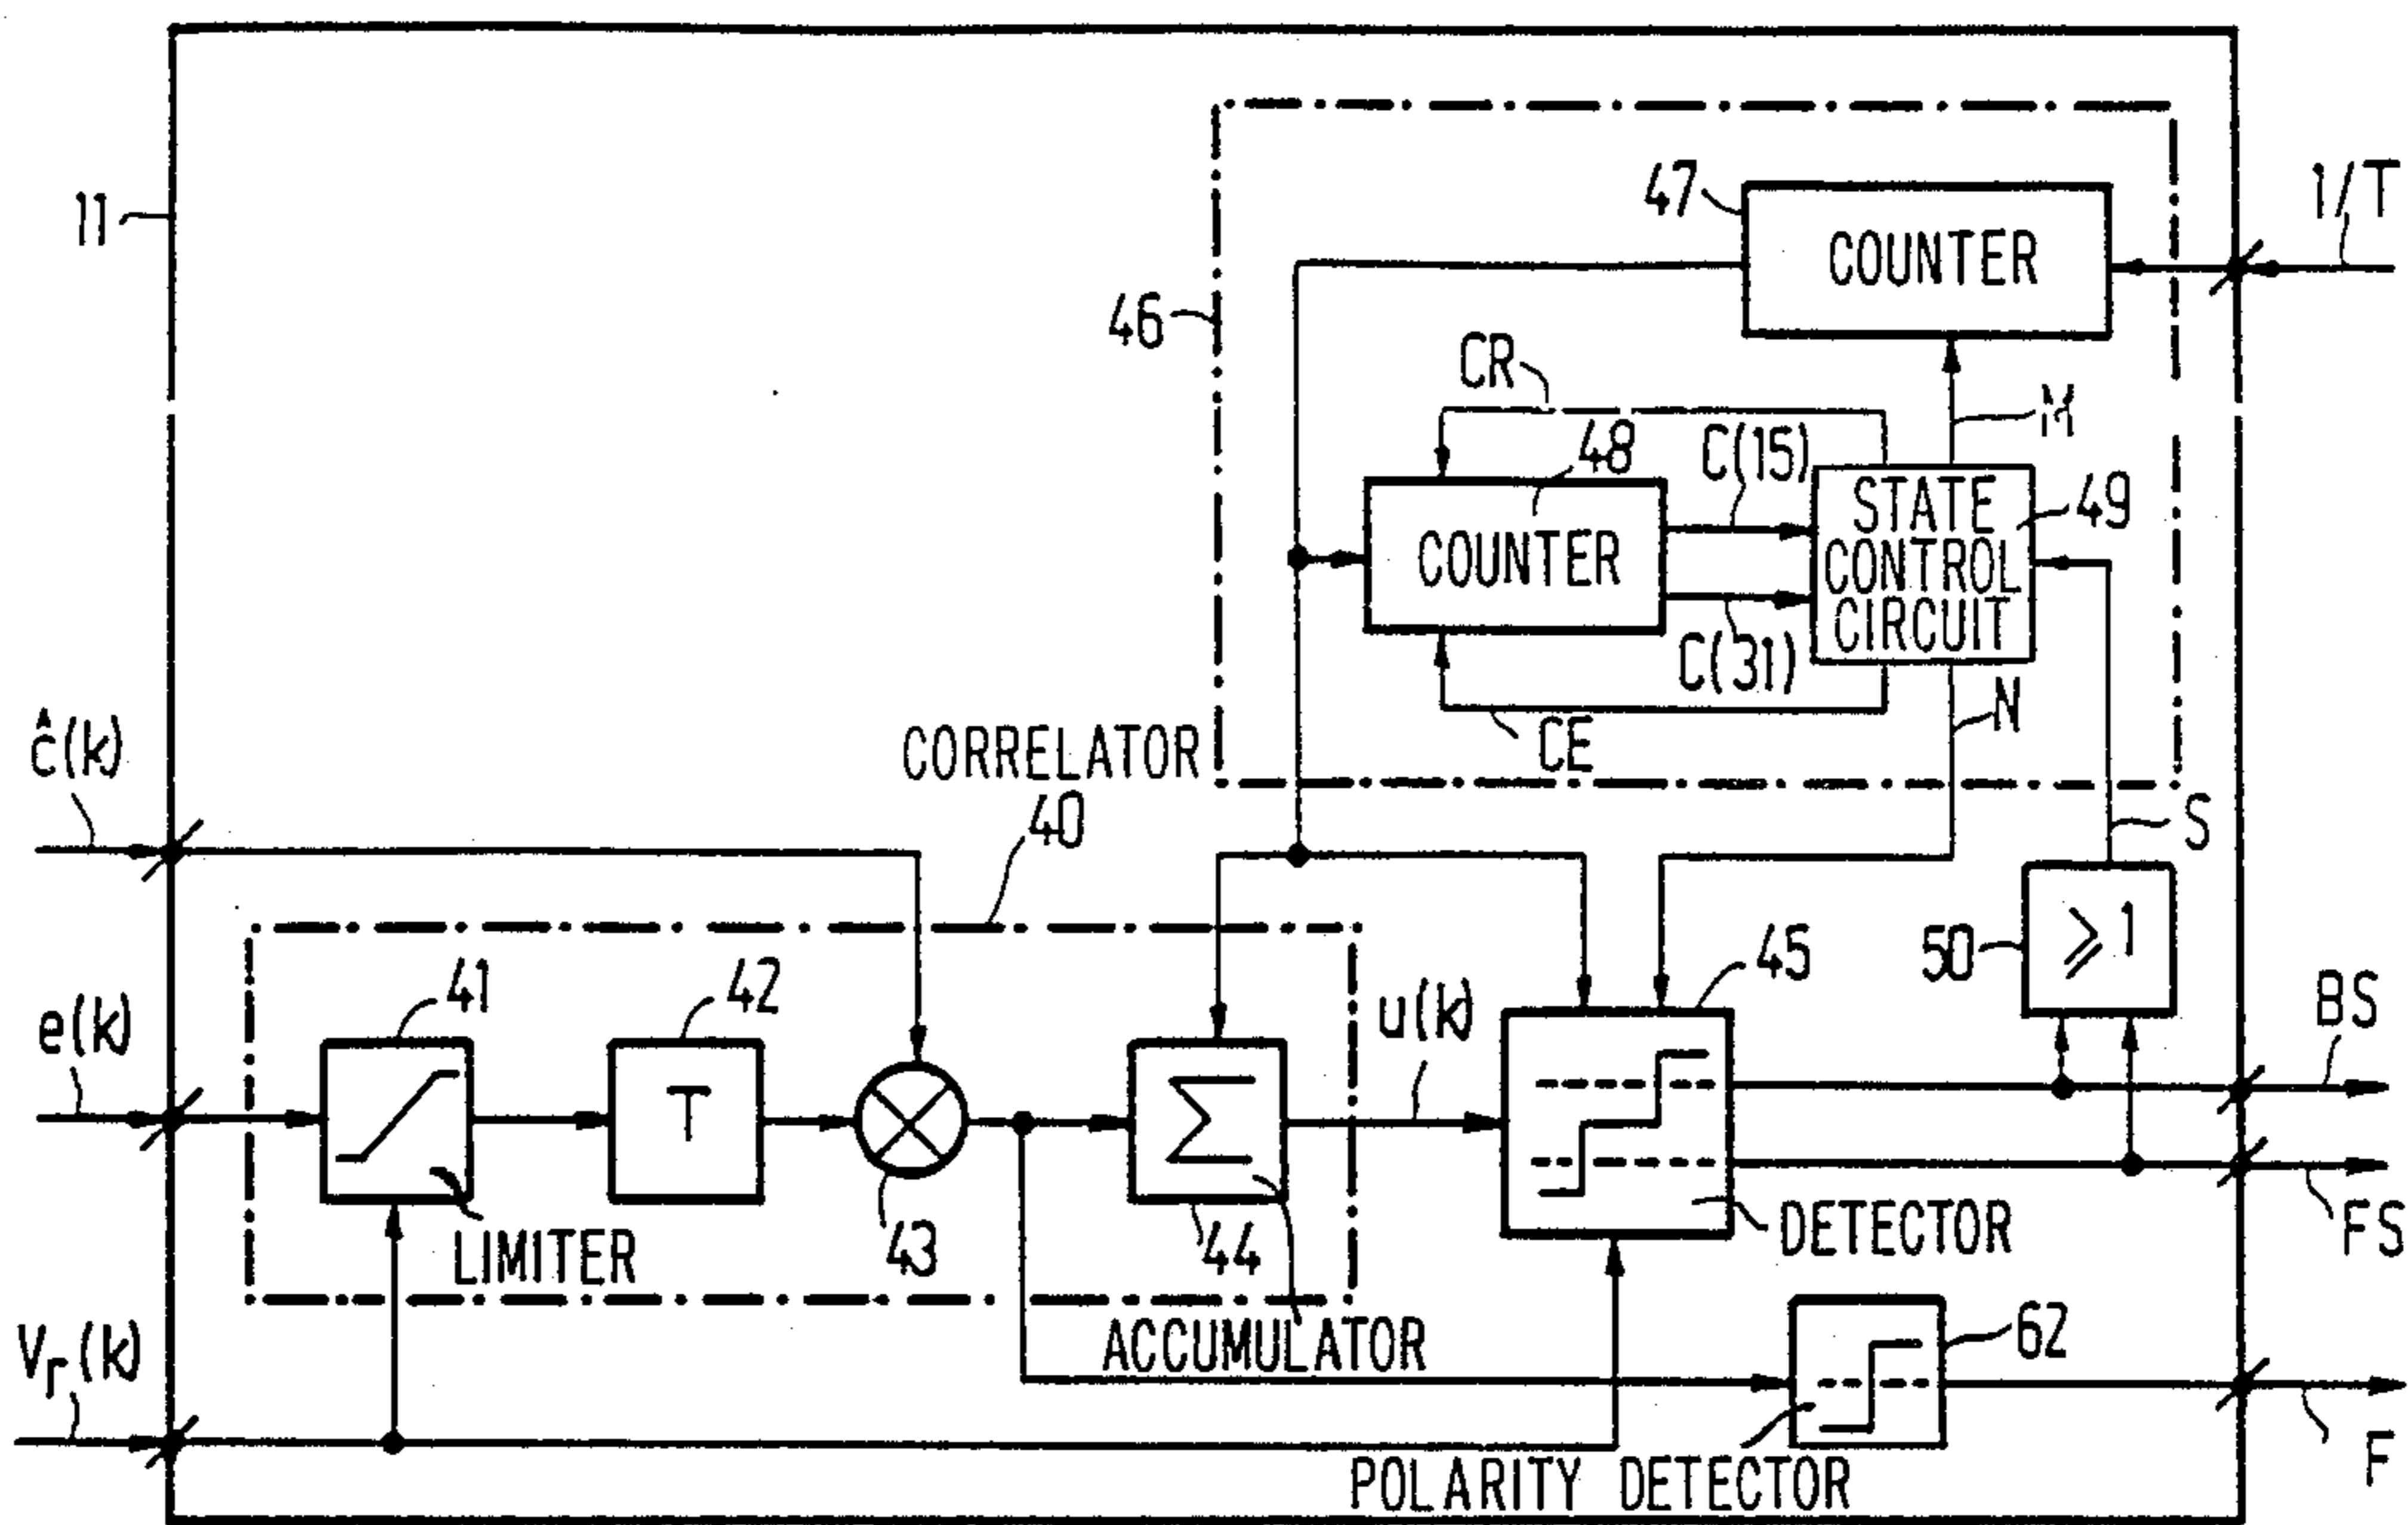 11
47
COUNTER
1/T
46
CR
M
48
C(15)
COUNTER
STATE
CONTROL
CIRCUIT
49
C(31)
CE
N
ĉ(k)
CORRELATOR
40
S
50
≥1
e(k)
41
42
T
43
Σ
44
u(k)
45
BS
FS
LIMITER
DETECTOR
ACCUMULATOR
62
Vr(k)
F
POLARITY DETECTOR